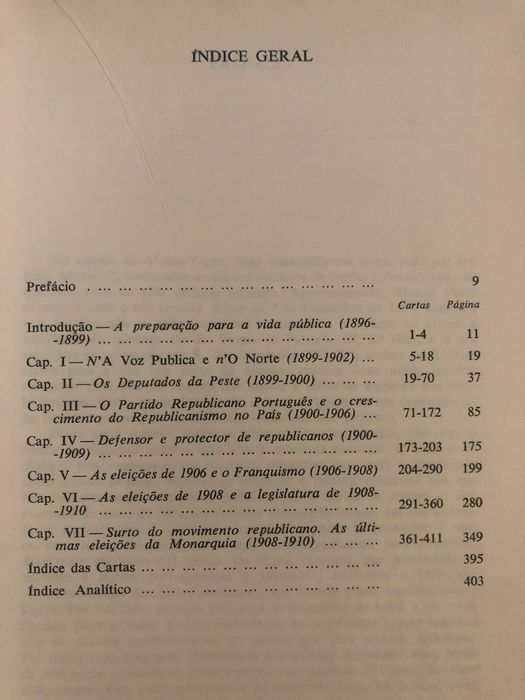 ÍNDICE GERAL
Prefácio . ... ... ... ... ... ... ... ... ... ... ... ... ... ... 9
Cartas Página
Introdução — A preparação para a vida pública (1896-
-1899) ... ... ... ... ... ... ... ... ... ... ... ... ... 1-4 11
Cap. I — N'A Voz Publica e n'O Norte (1899-1902) ... 5-18 19
Cap. II — Os Deputados da Peste (1899-1900) ... ... ... 19-70 37
Cap. III — O Partido Republicano Português e o cres-
cimento do Republicanismo no País (1900-1906) ... 71-172 85
Cap. IV — Defensor e protector de republicanos (1900-
-1909) ... ... ... ... ... ... ... ... ... ... ... ... ... 173-203 175
Cap. V — As eleições de 1906 e o Franquismo (1906-1908) 204-290 199
Cap. VI — As eleições de 1908 e a legislatura de 1908-
-1910 ... ... ... ... ... ... ... ... ... ... ... ... ... 291-360 280
Cap. VII — Surto do movimento republicano. As últi-
mas eleições da Monarquia (1908-1910) ... ... ... 361-411 349
Índice das Cartas ... ... ... ... ... ... ... ... ... ... ... 395
Índice Analítico ... ... ... ... ... ... ... ... ... ... ... 403